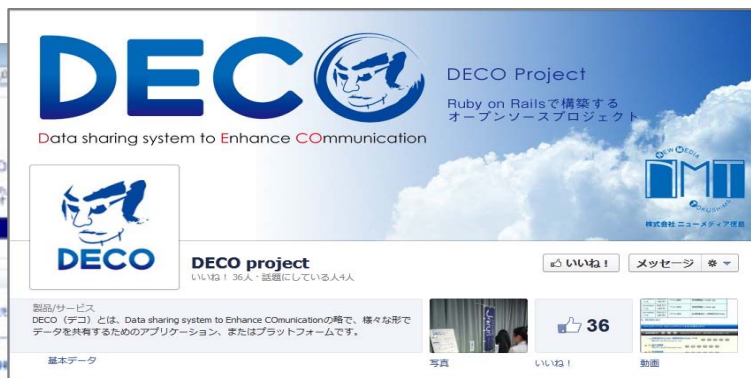 DECO
Data sharing system to Enhance COmmunication
DECO Project
Ruby on Railsで構築する
オープンソースプロジェクト
NEW MEDIA
NMT
TOKUSHIMA
株式会社 ニューメディア徳島
DECO
DECO project
いいね！ 36人・話題にしている人4人
いいね！
メッセージ
製品/サービス
DECO（デコ）とは、Data sharing system to Enhance COmunicationの略で、様々な形で
データを共有するためのアプリケーション、またはプラットフォームです。
基本データ
写真
36
いいね！
動画